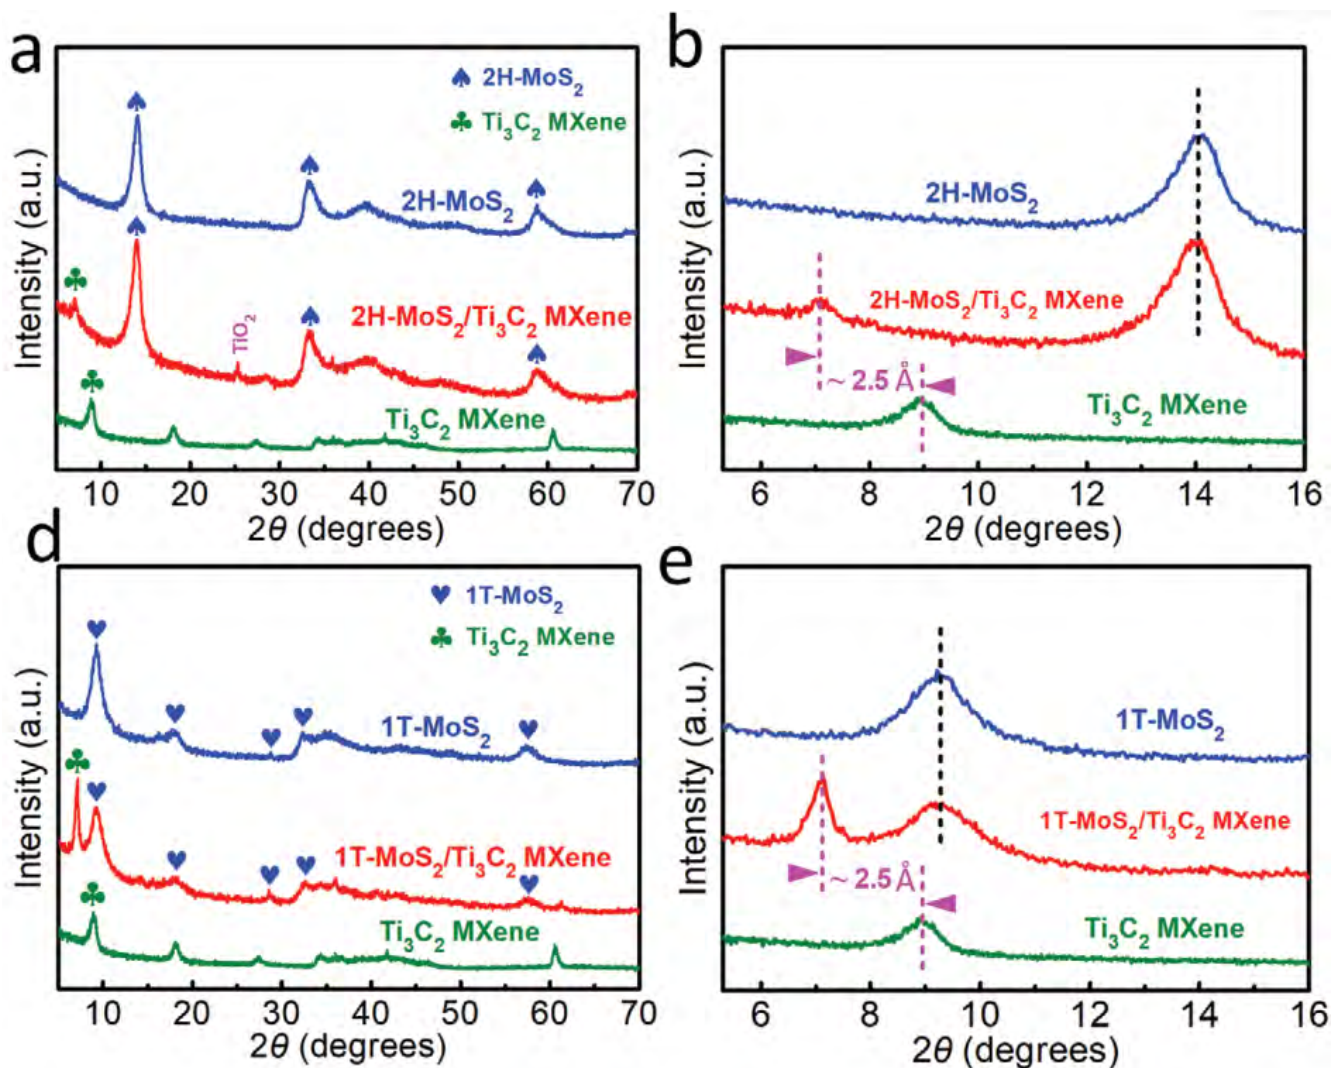 a
♠ 2H-MoS₂
♣ Ti₃C₂ MXene
2H-MoS₂
TiO₂
2H-MoS₂/Ti₃C₂ MXene
Ti₃C₂ MXene
Intensity (a.u.)
10 20 30 40 50 60 70
2θ (degrees)
b
2H-MoS₂
2H-MoS₂/Ti₃C₂ MXene
~ 2.5 Å
Ti₃C₂ MXene
Intensity (a.u.)
6 8 10 12 14 16
2θ (degrees)
d
♥ 1T-MoS₂
♣ Ti₃C₂ MXene
1T-MoS₂
1T-MoS₂/Ti₃C₂ MXene
Ti₃C₂ MXene
Intensity (a.u.)
10 20 30 40 50 60 70
2θ (degrees)
e
1T-MoS₂
1T-MoS₂/Ti₃C₂ MXene
~ 2.5 Å
Ti₃C₂ MXene
Intensity (a.u.)
6 8 10 12 14 16
2θ (degrees)